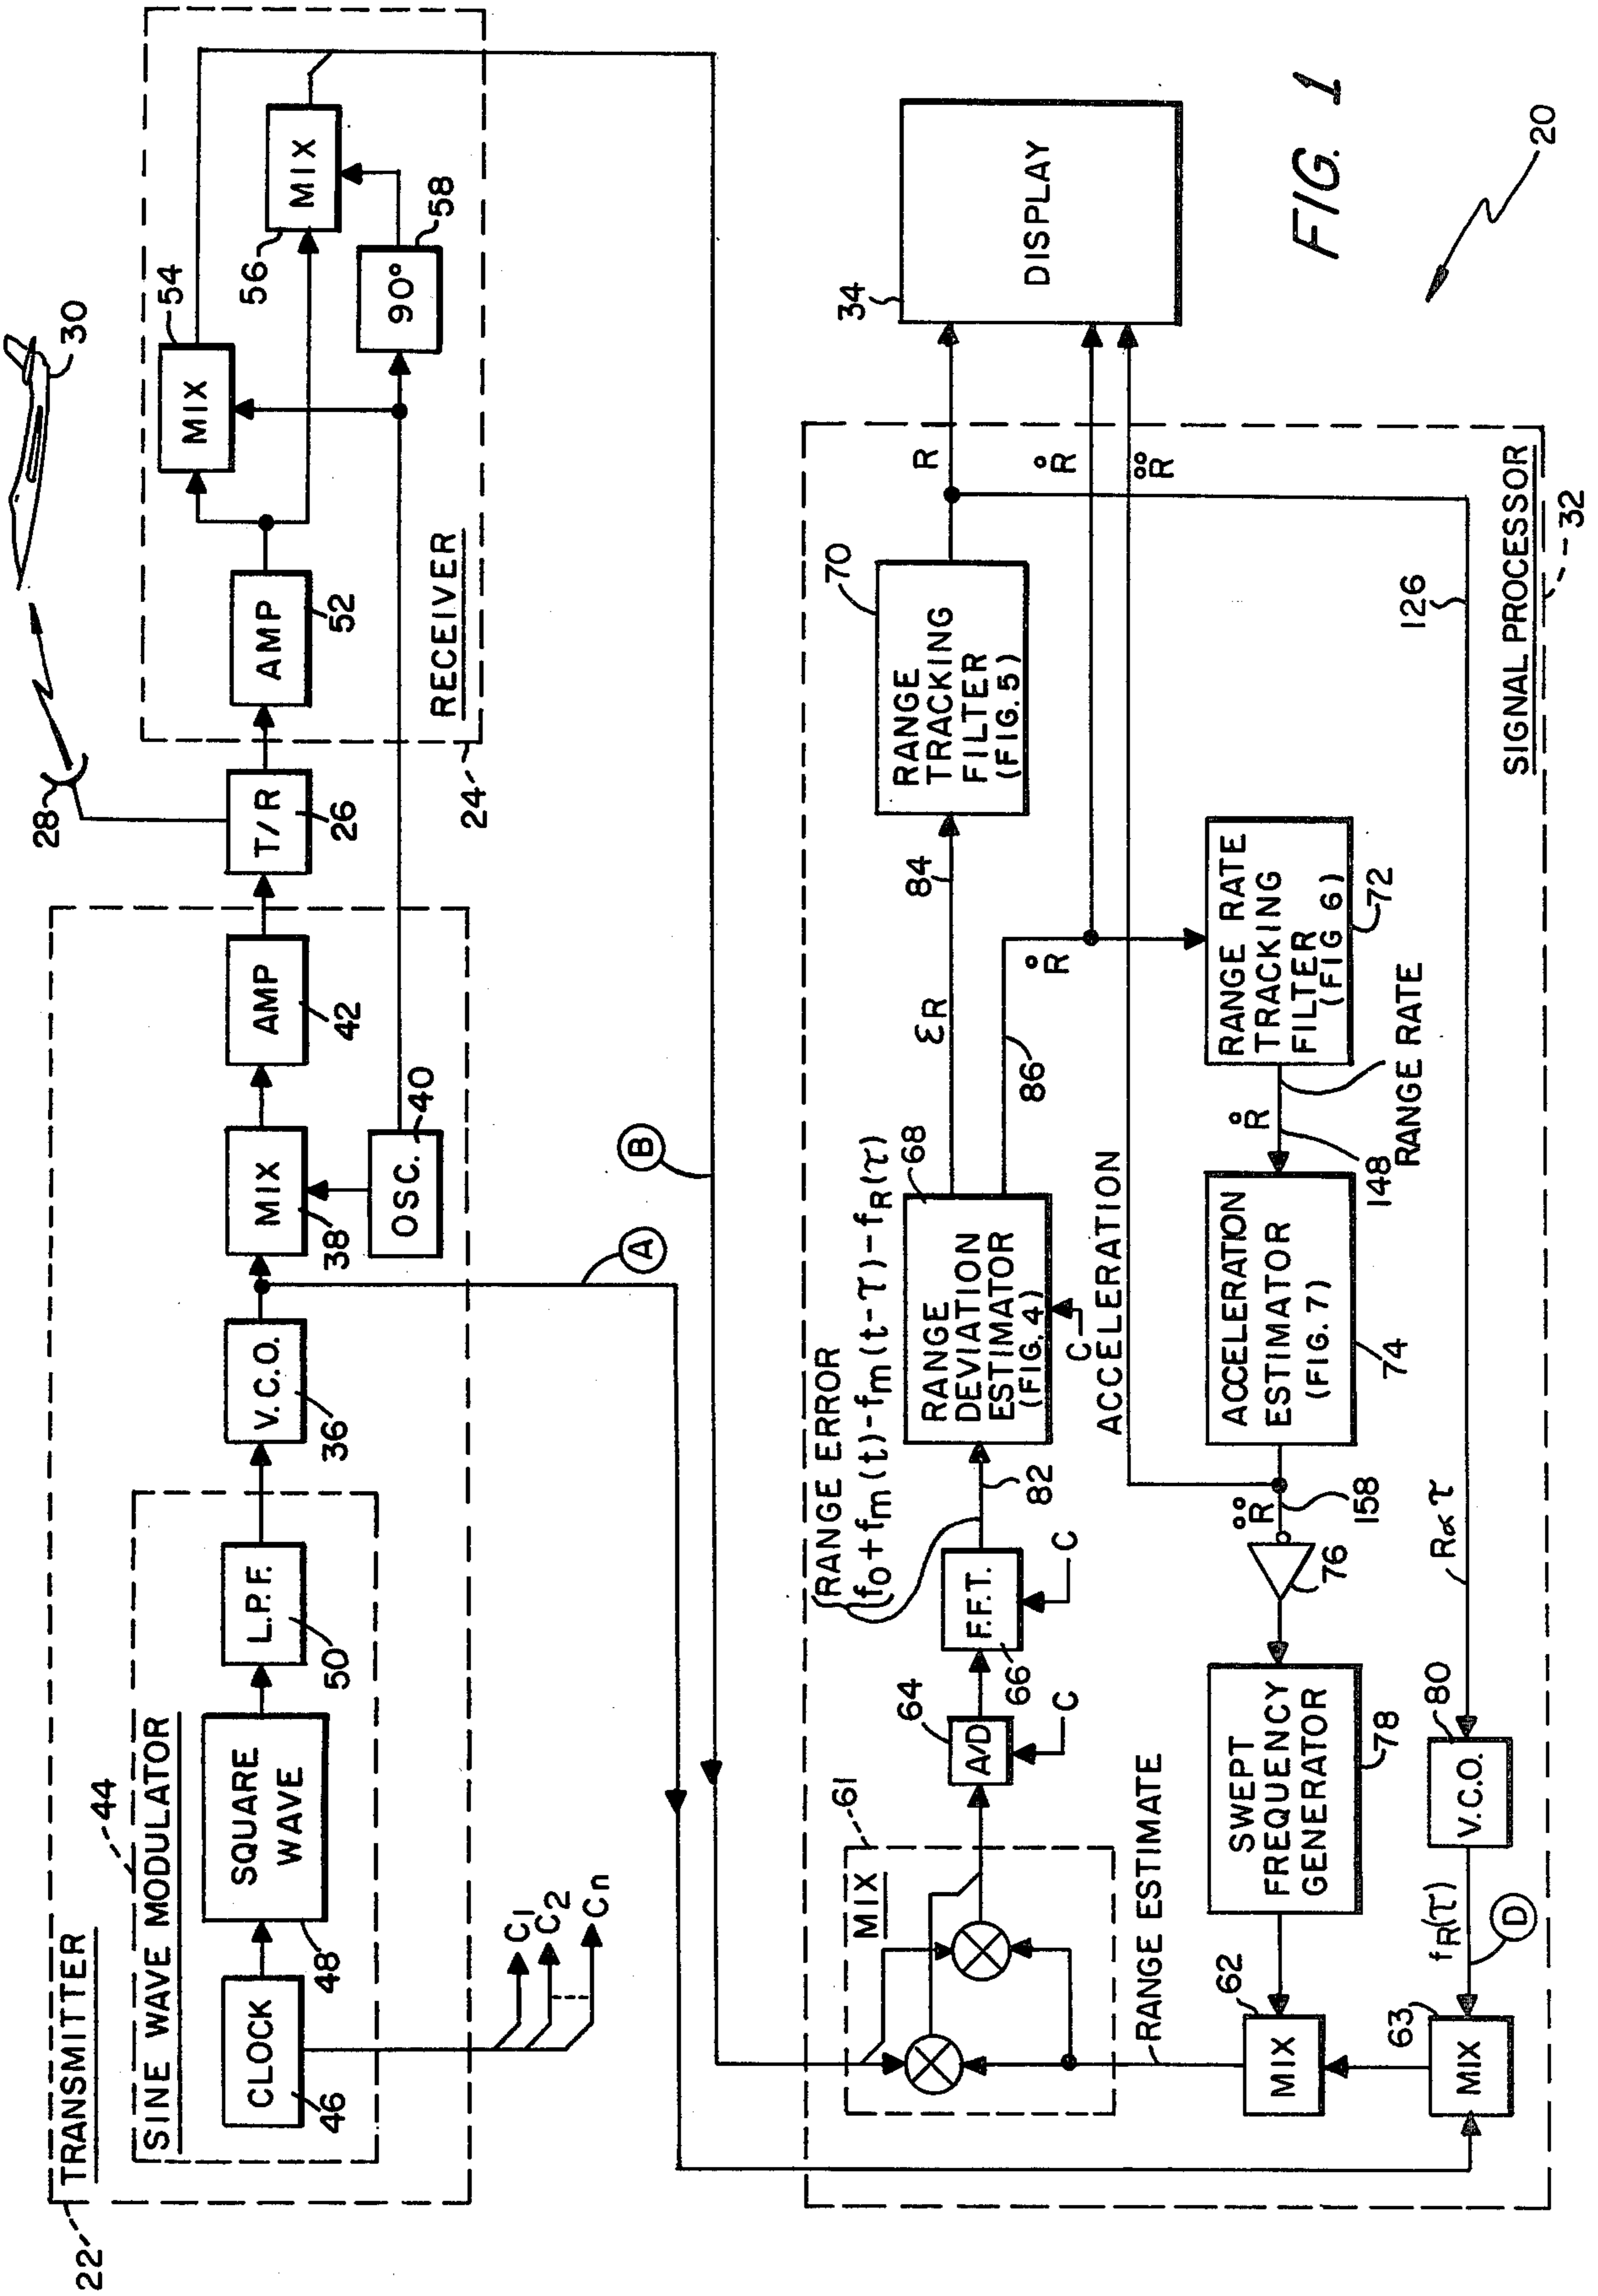 22
TRANSMITTER
44
SINE WAVE MODULATOR
CLOCK
46
SQUARE
WAVE
48
L.P.F.
50
V.C.O.
36
MIX
38
OSC.
40
AMP
42
C1
C2
Cn
T/R
26
28
30
24
RECEIVER
AMP
52
MIX
54
MIX
56
90°
58
A
B
MIX
61
A/D
64
C
F.F.T.
66
C
RANGE ERROR
f0+fm(t)-fm(t-τ)-fR(τ)
82
RANGE
DEVIATION
ESTIMATOR
(FIG. 4)
68
C
εR
84
86
R̊
RANGE
TRACKING
FILTER
(FIG. 5)
70
R
R̊
R̊̊
DISPLAY
34
ACCELERATION
RANGE RATE
TRACKING
FILTER
(FIG 6)
72
RANGE RATE
R̊
148
ACCELERATION
ESTIMATOR
(FIG. 7)
74
R̊̊
158
76
SWEPT
FREQUENCY
GENERATOR
78
RANGE ESTIMATE
MIX
62
MIX
63
fR(τ)
D
V.C.O.
80
R∝τ
126
SIGNAL PROCESSOR
32
FIG. 1
20